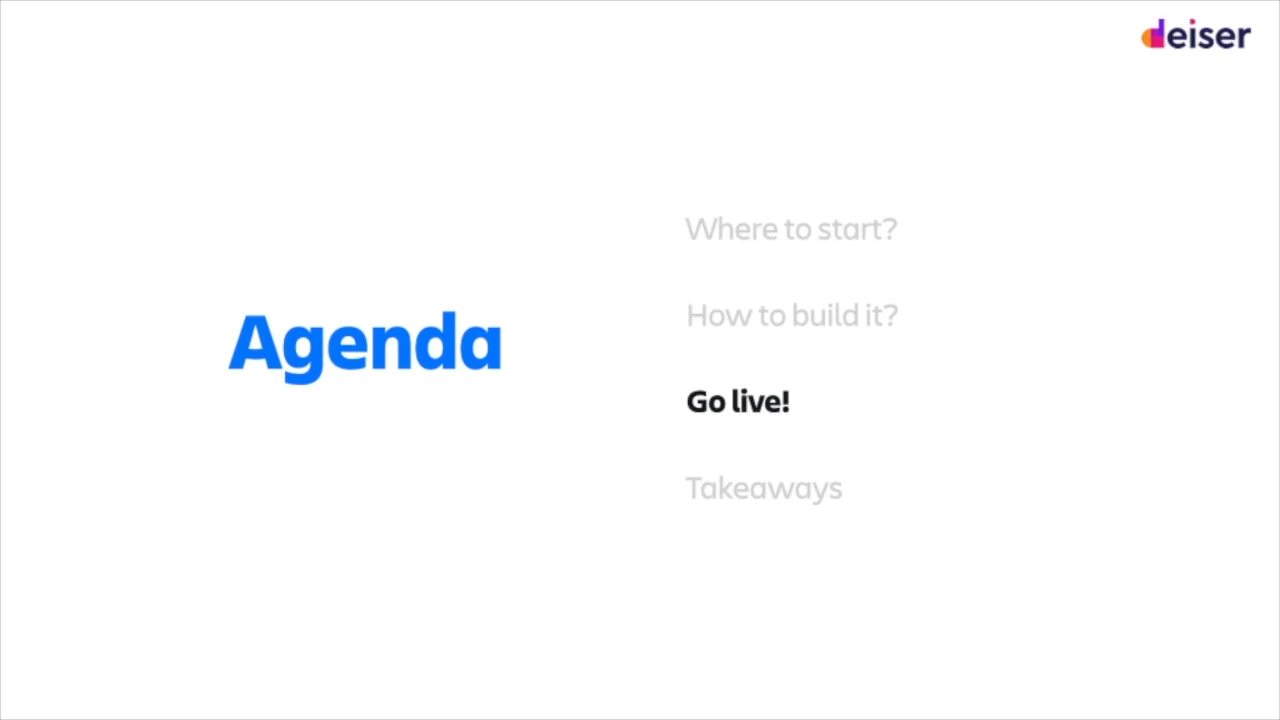 deiser
Agenda
Where to start?
How to build it?
Go live!
Takeaways